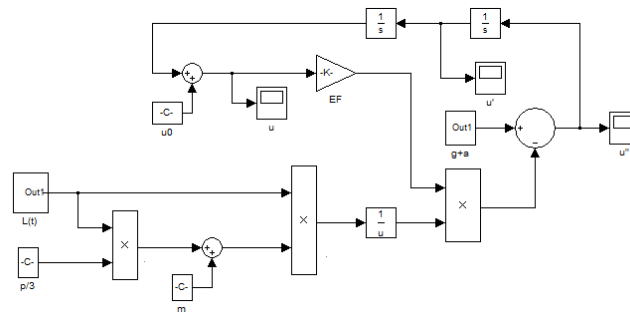 1
s
1
s
+
+
-K-
EF
-C-
u0
u
u'
Out1
g+a
+
−
u''
Out1
L(t)
×
×
1
u
×
-C-
p/3
+
+
-C-
m